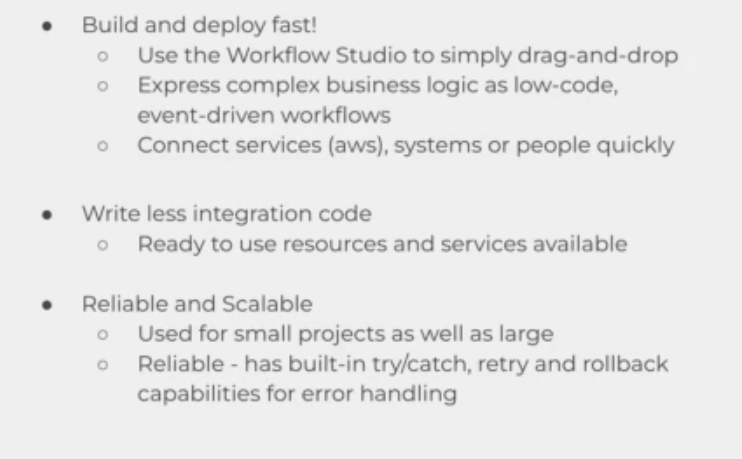 ● Build and deploy fast!
○ Use the Workflow Studio to simply drag-and-drop
○ Express complex business logic as low-code,
event-driven workflows
○ Connect services (aws), systems or people quickly
● Write less integration code
○ Ready to use resources and services available
● Reliable and Scalable
○ Used for small projects as well as large
○ Reliable - has built-in try/catch, retry and rollback
capabilities for error handling